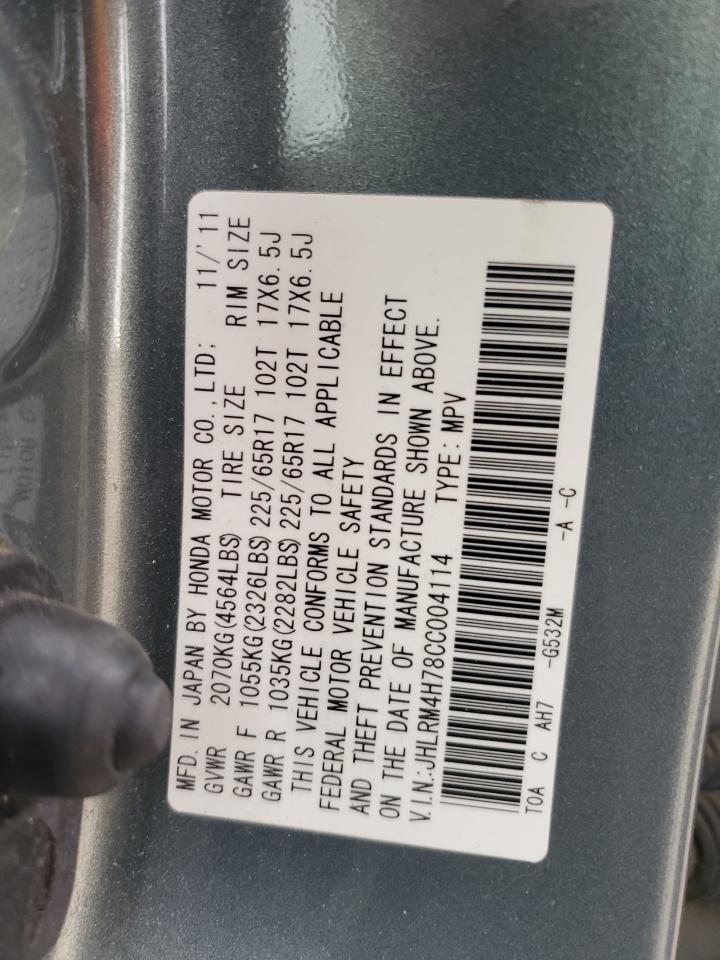 MFD. IN JAPAN BY HONDA MOTOR CO., LTD; 11/'11
GVWR 2070KG(4564LBS) TIRE SIZE RIM SIZE
GAWR F 1055KG(2326LBS) 225/65R17 102T 17X6.5J
GAWR R 1035KG(2282LBS) 225/65R17 102T 17X6.5J
THIS VEHICLE CONFORMS TO ALL APPLICABLE
FEDERAL MOTOR VEHICLE SAFETY
AND THEFT PREVENTION STANDARDS IN EFFECT
ON THE DATE OF MANUFACTURE SHOWN ABOVE.
V.I.N.:JHLRM4H78CC004114 TYPE: MPV
TOA C AH7 -G532M -A -C